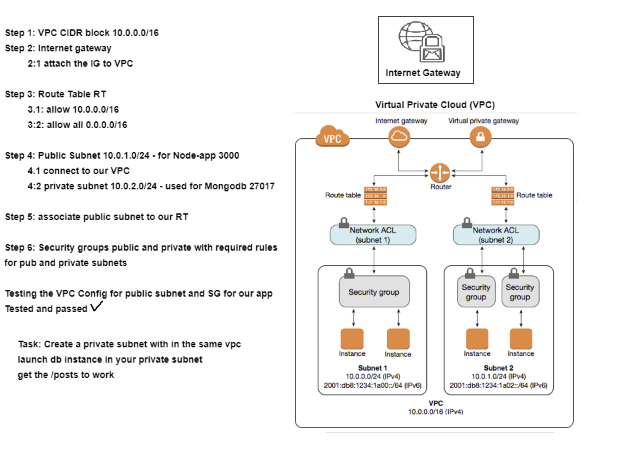 Step 1: VPC CIDR block 10.0.0.0/16
Step 2: Internet gateway
2:1 attach the IG to VPC
Step 3: Route Table RT
3.1: allow 10.0.0.0/16
3:2: allow all 0.0.0.0/16
Step 4: Public Subnet 10.0.1.0/24 - for Node-app 3000
4.1 connect to our VPC
4:2 private subnet 10.0.2.0/24 - used for Mongodb 27017
Step 5: associate public subnet to our RT
Step 6: Security groups public and private with required rules
for pub and private subnets
Testing the VPC Config for public subnet and SG for our app
Tested and passed
Task: Create a private subnet with in the same vpc
launch db instance in your private subnet
get the /posts to work
Internet Gateway
Virtual Private Cloud (VPC)
Internet gateway
Virtual private gateway
VPC
Router
Route table
Route table
Network ACL
(subnet 1)
Network ACL
(subnet 2)
Security group
Security
group
Security
group
Instance
Instance
Instance
Instance
Subnet 1
10.0.0.0/24 (IPv4)
2001:db8:1234:1a00::/64 (IPv6)
Subnet 2
10.0.1.0/24 (IPv4)
2001:db8:1234:1a02::/64 (IPv6)
VPC
10.0.0.0/16 (IPv4)